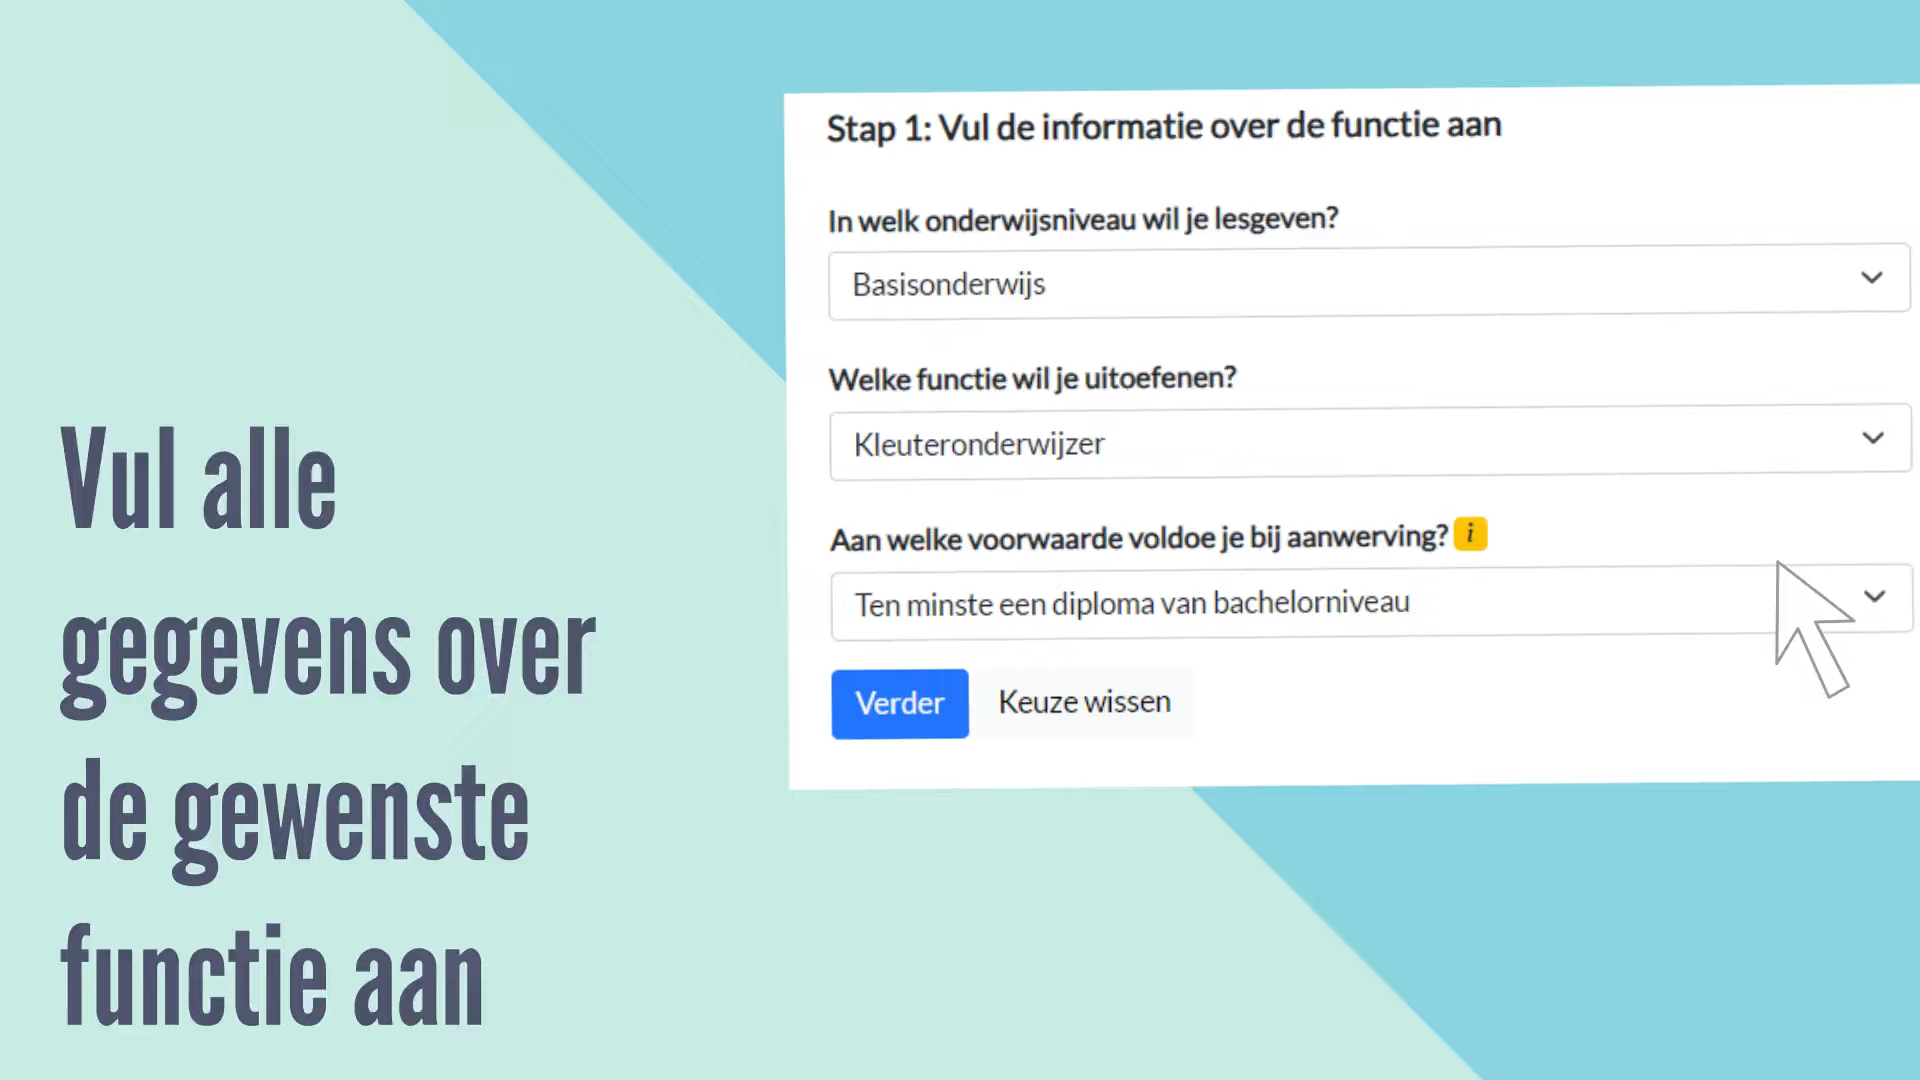 Vul alle
gegevens over
de gewenste
functie aan
Stap 1: Vul de informatie over de functie aan
In welk onderwijsniveau wil je lesgeven?
Basisonderwijs
Welke functie wil je uitoefenen?
Kleuteronderwijzer
Aan welke voorwaarde voldoe je bij aanwerving? i
Ten minste een diploma van bachelorniveau
Verder Keuze wissen